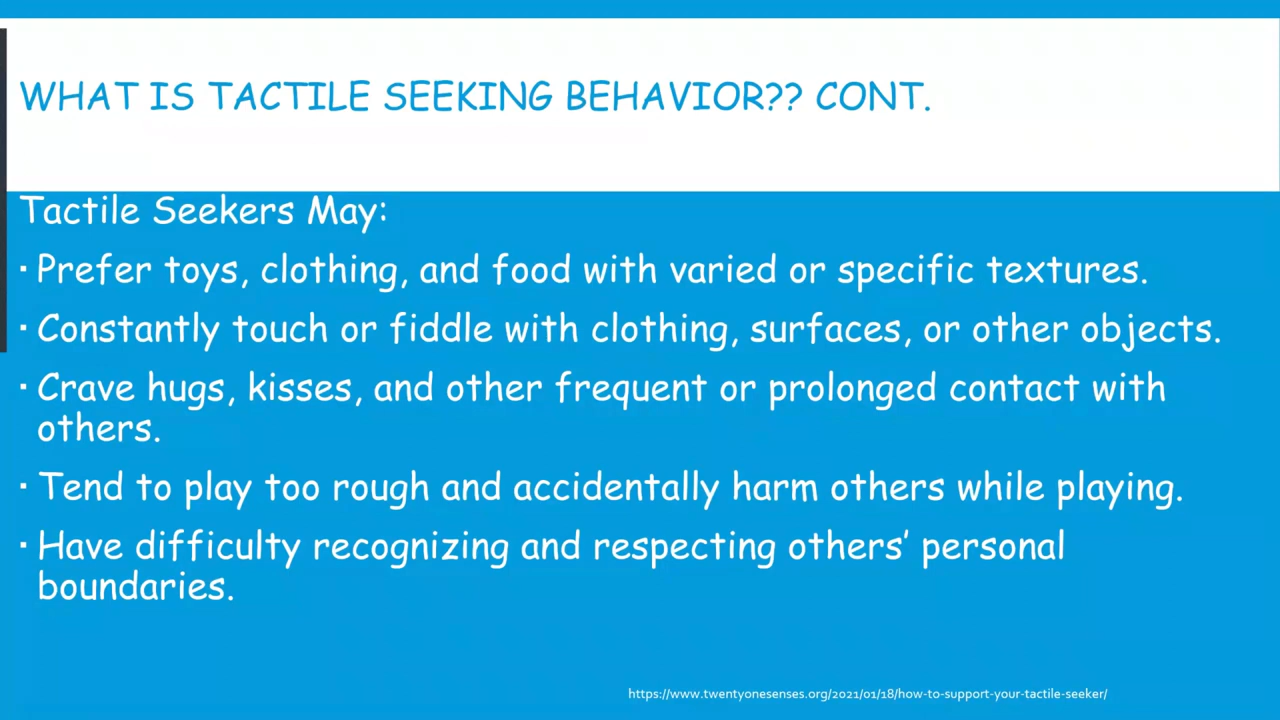 WHAT IS TACTILE SEEKING BEHAVIOR?? CONT.
Tactile Seekers May:
▪ Prefer toys, clothing, and food with varied or specific textures.
▪ Constantly touch or fiddle with clothing, surfaces, or other objects.
▪ Crave hugs, kisses, and other frequent or prolonged contact with
others.
▪ Tend to play too rough and accidentally harm others while playing.
▪ Have difficulty recognizing and respecting others’ personal
boundaries.
https://www.twentyonesenses.org/2021/01/18/how-to-support-your-tactile-seeker/